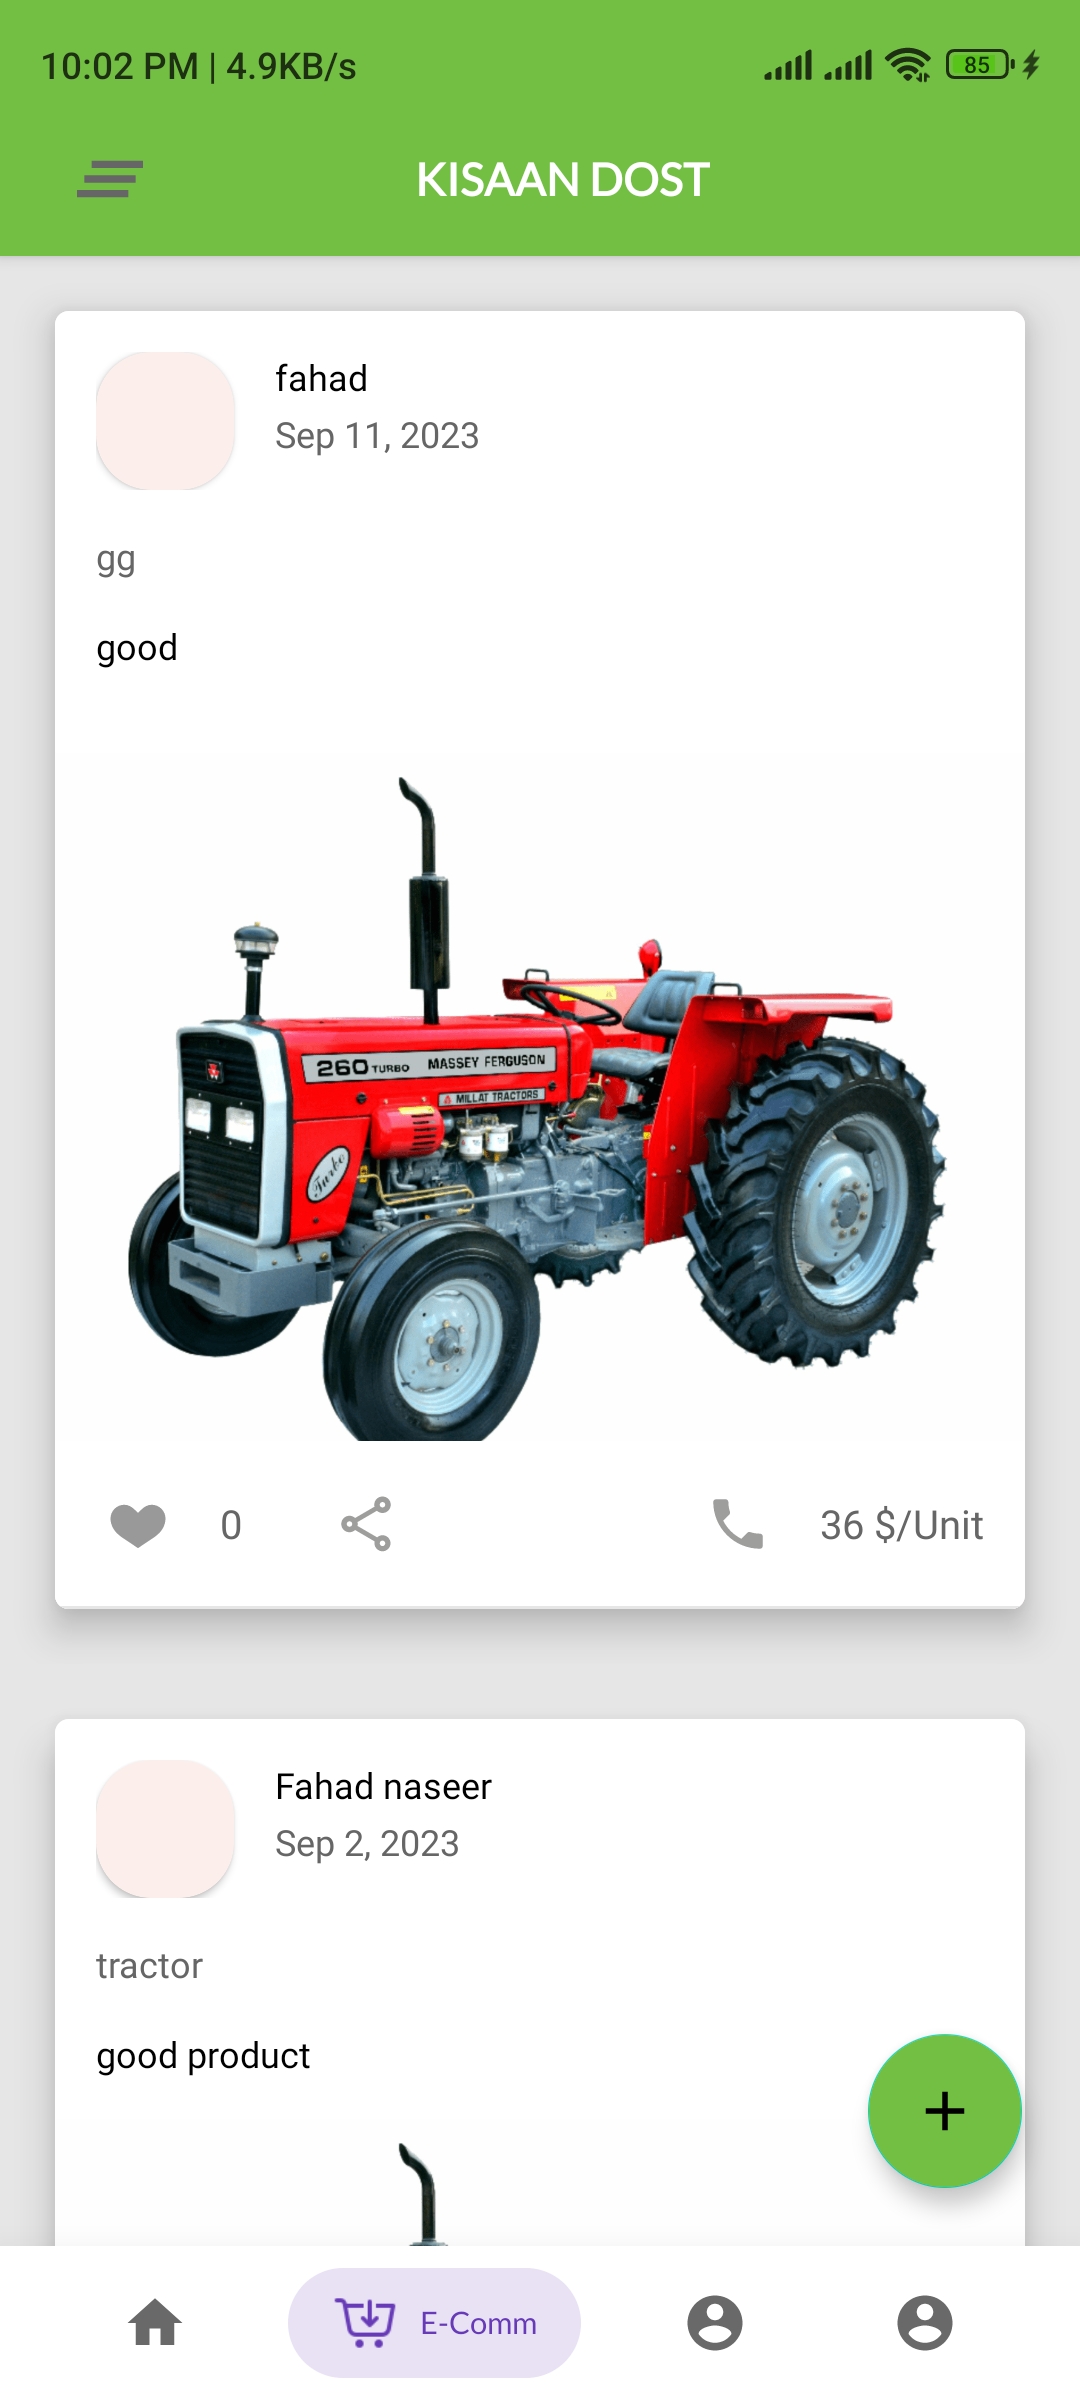 10:02 PM | 4.9KB/s
85
KISAAN DOST
fahad
Sep 11, 2023
gg
good
260 TURBO MASSEY FERGUSON
MILLAT TRACTORS
Turbo
0
36 $/Unit
Fahad naseer
Sep 2, 2023
tractor
good product
+
E-Comm